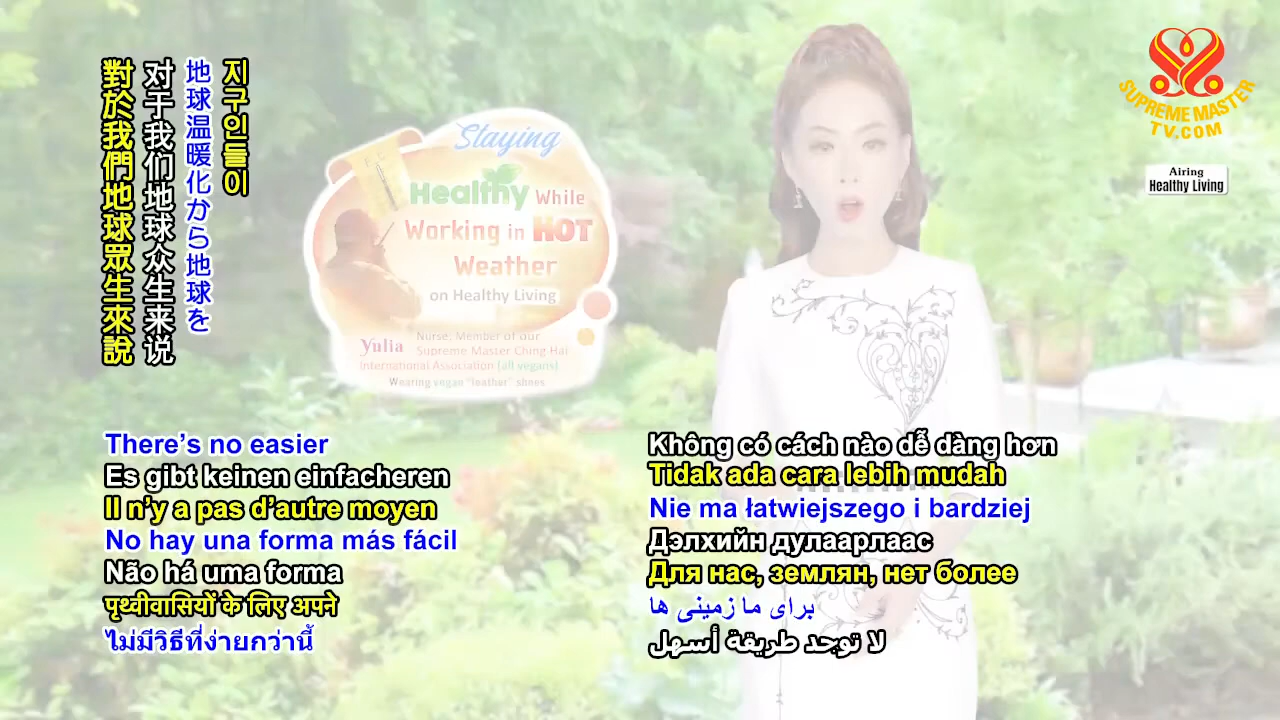 對於我們地球眾生來說
对于我们地球众生来说
地球温暖化から地球を
지구인들이
SUPREME MASTER
TV.COM
Airing
Healthy Living
Staying
Healthy While
Working in HOT
Weather
on Healthy Living
Yulia
Nurse, Member of our
Supreme Master Ching Hai
International Association (all vegans)
Wearing vegan “leather” shoes
There’s no easier
Es gibt keinen einfacheren
Il n’y a pas d’autre moyen
No hay una forma más fácil
Não há uma forma
पृथ्वीवासियों के लिए अपने
ไม่มีวิธีที่ง่ายกว่านี้
Không có cách nào dễ dàng hơn
Tidak ada cara lebih mudah
Nie ma łatwiejszego i bardziej
Дэлхийн дулаарлаас
Для нас, землян, нет более
برای ما زمینی ها
لا توجد طريقة أسهل